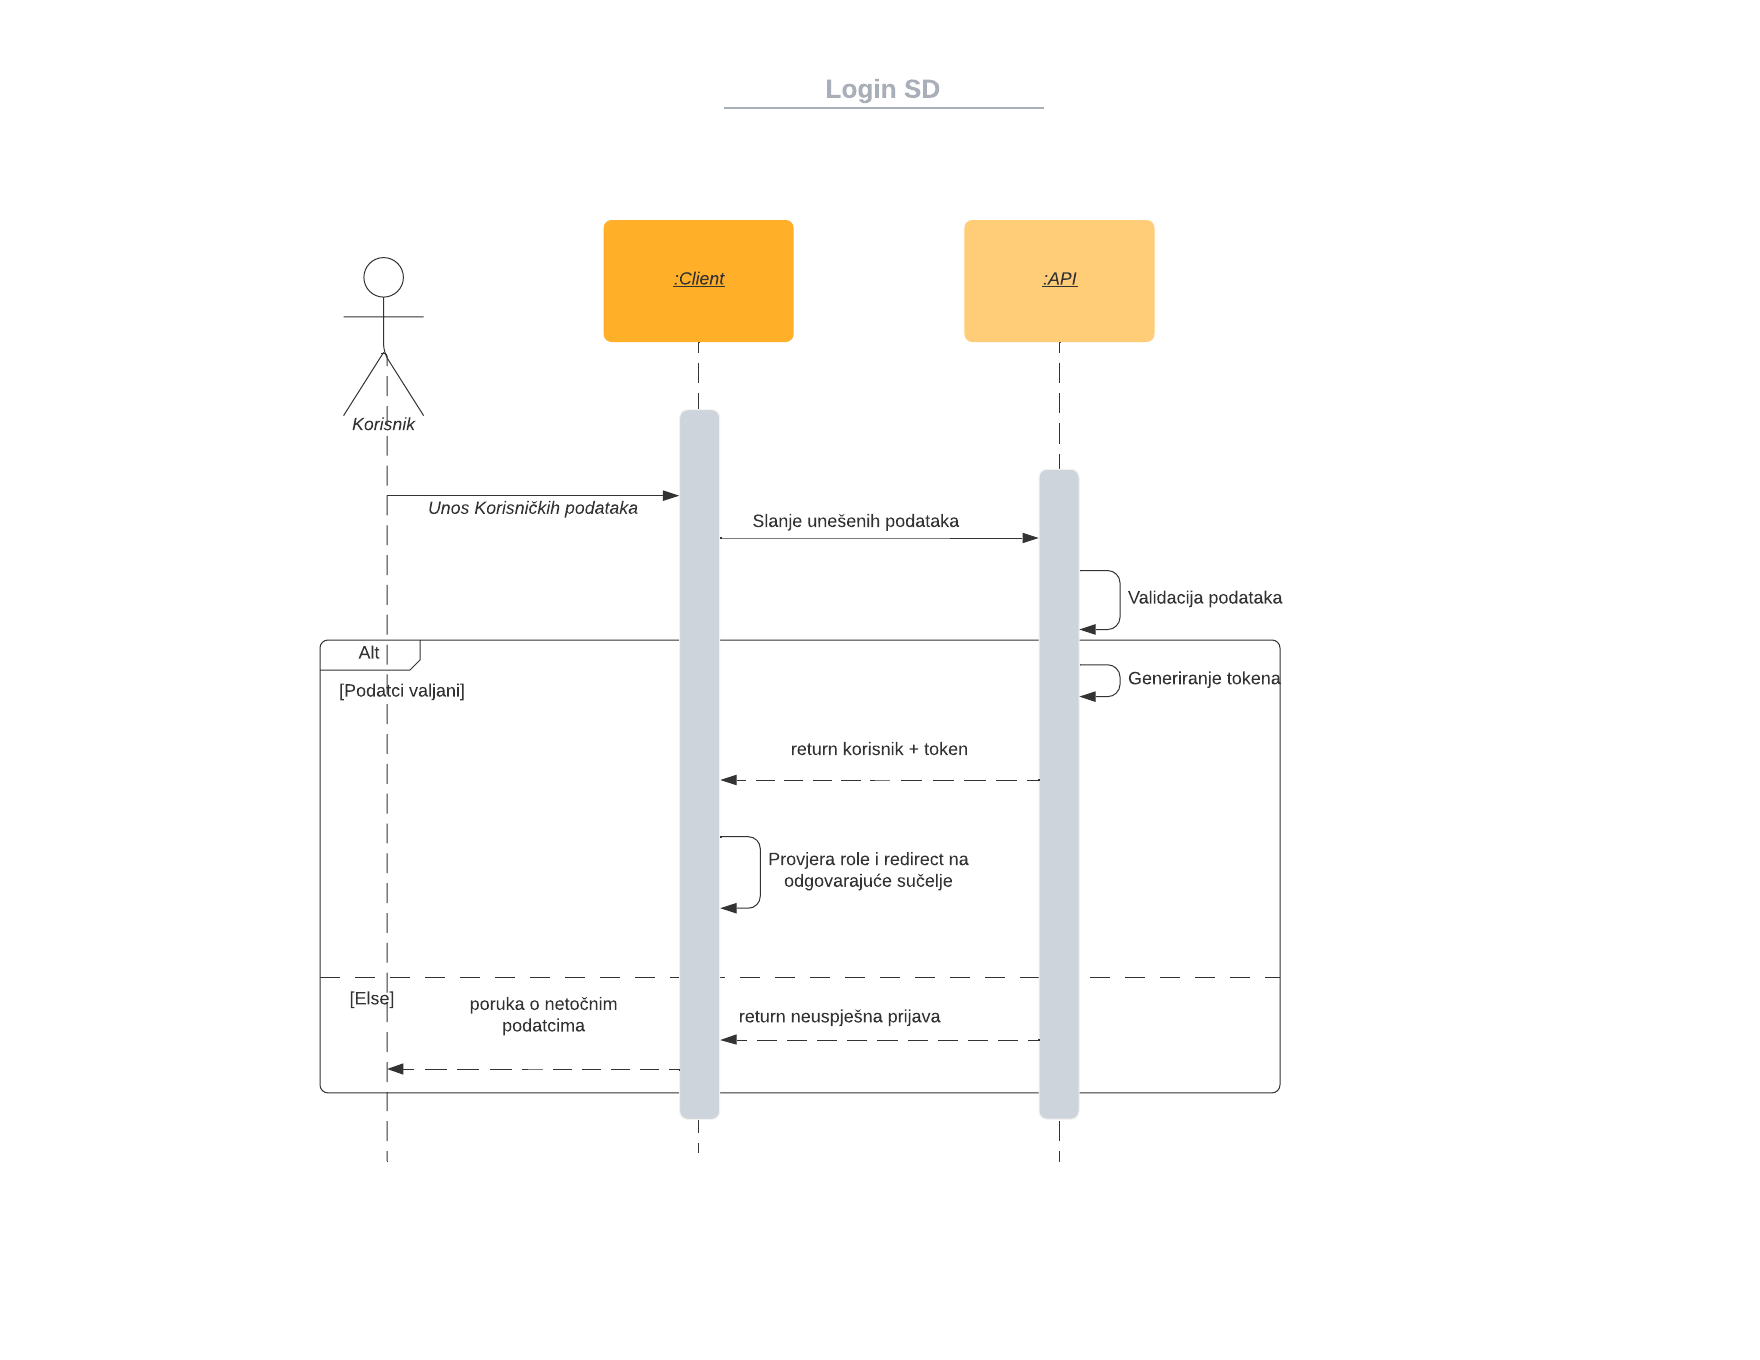 Login SD
:Client
:API
Korisnik
Unos Korisničkih podataka
Slanje unešenih podataka
Validacija podataka
Alt
[Podatci valjani]
Generiranje tokena
return korisnik + token
Provjera role i redirect na
odgovarajuće sučelje
[Else]
poruka o netočnim
podatcima
return neuspješna prijava